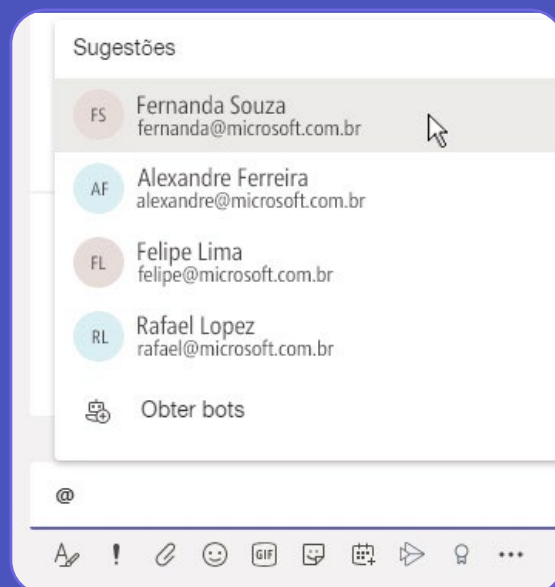 Sugestões
FS
Fernanda Souza
fernanda@microsoft.com.br
AF
Alexandre Ferreira
alexandre@microsoft.com.br
FL
Felipe Lima
felipe@microsoft.com.br
RL
Rafael Lopez
rafael@microsoft.com.br
Obter bots
@
GIF